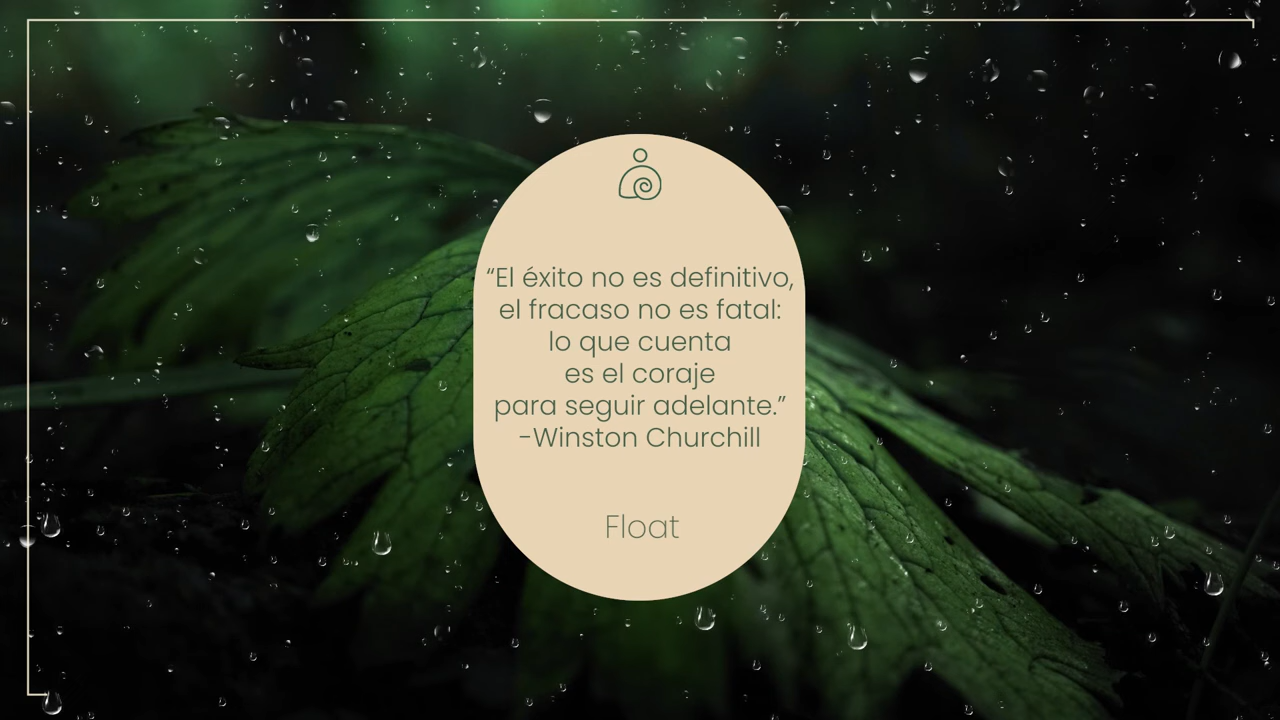 “El éxito no es definitivo,
el fracaso no es fatal:
lo que cuenta
es el coraje
para seguir adelante.”
-Winston Churchill
Float